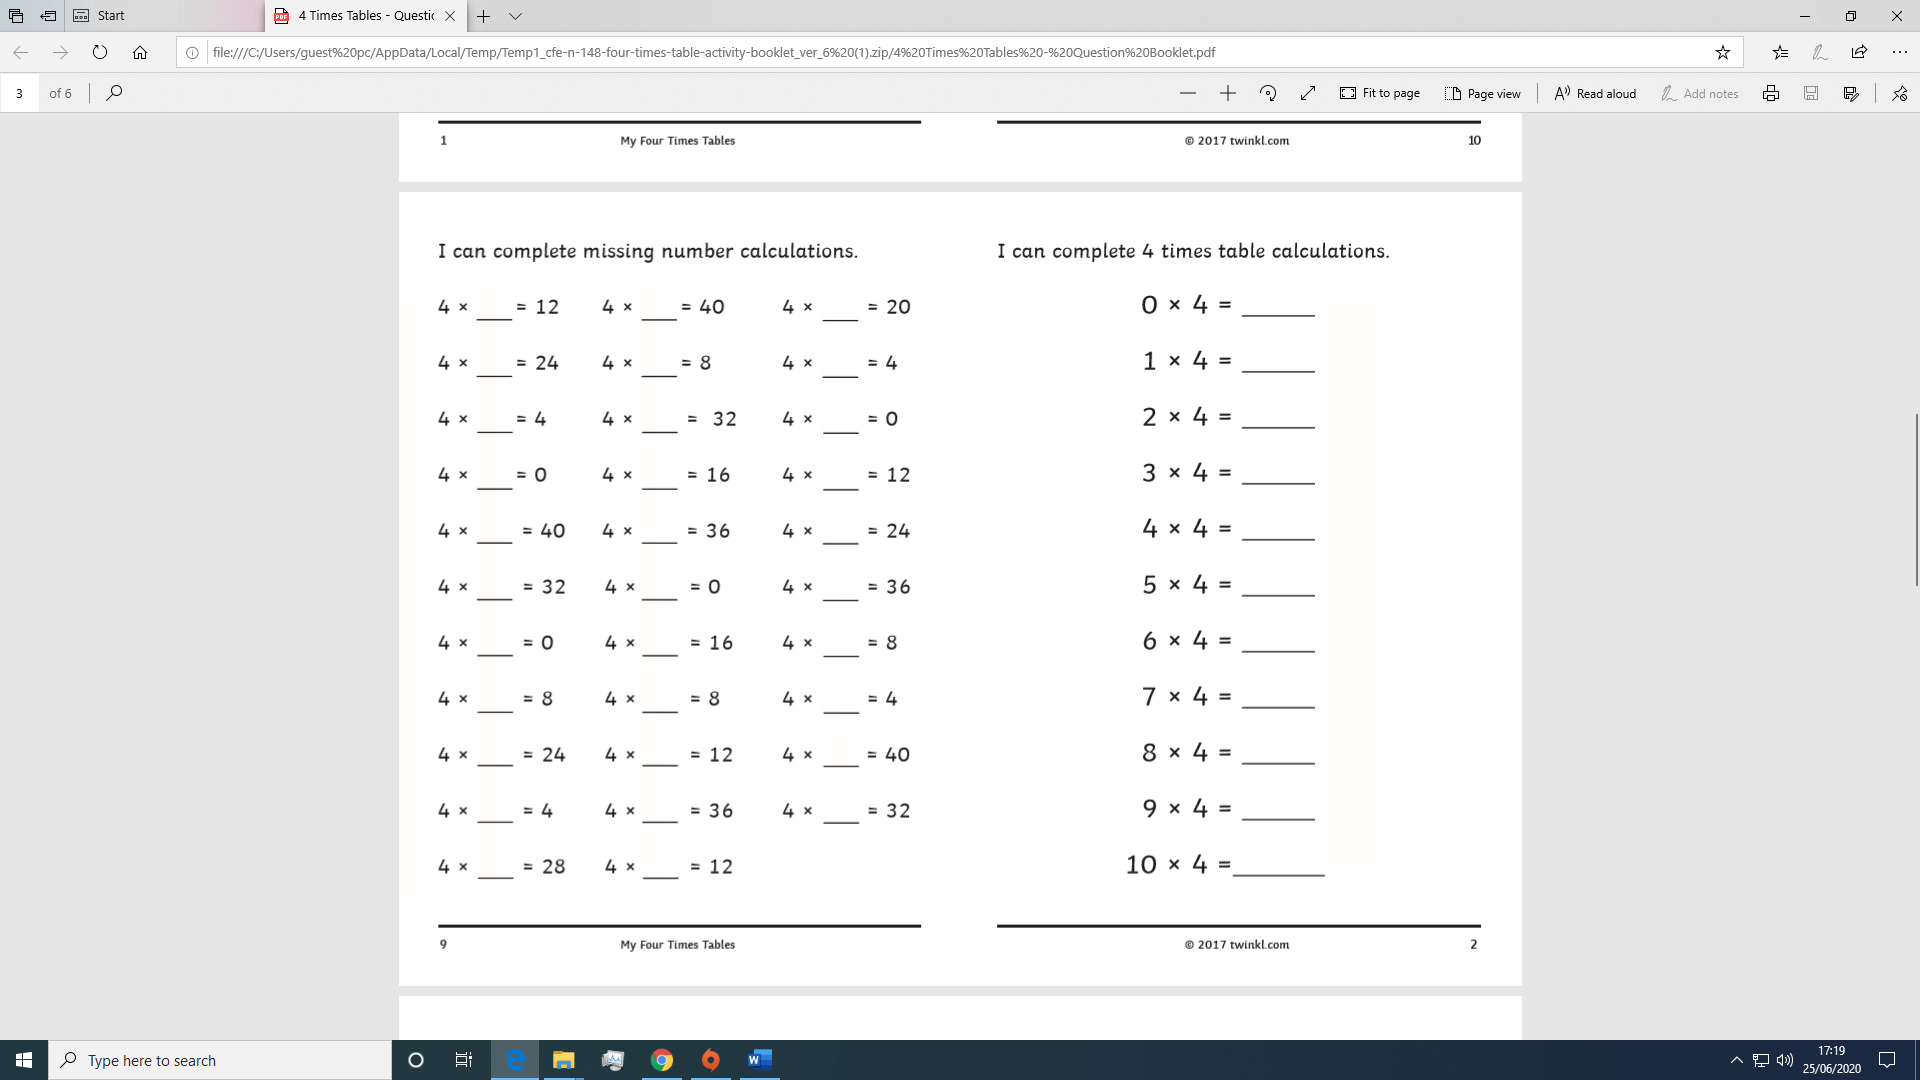 Start
4 Times Tables - Questic
file:///C:/Users/guest%20pc/AppData/Local/Temp/Temp1_cfe-n-148-four-times-table-activity-booklet_ver_6%20(1).zip/4%20Times%20Tables%20-%20Question%20Booklet.pdf
3 of 6
Fit to page
Page view
Read aloud
Add notes
1 My Four Times Tables
© 2017 twinkl.com 10
I can complete missing number calculations.
4 × ___ = 12 4 × ___ = 40 4 × ___ = 20
4 × ___ = 24 4 × ___ = 8 4 × ___ = 4
4 × ___ = 4 4 × ___ = 32 4 × ___ = 0
4 × ___ = 0 4 × ___ = 16 4 × ___ = 12
4 × ___ = 40 4 × ___ = 36 4 × ___ = 24
4 × ___ = 32 4 × ___ = 0 4 × ___ = 36
4 × ___ = 0 4 × ___ = 16 4 × ___ = 8
4 × ___ = 8 4 × ___ = 8 4 × ___ = 4
4 × ___ = 24 4 × ___ = 12 4 × ___ = 40
4 × ___ = 4 4 × ___ = 36 4 × ___ = 32
4 × ___ = 28 4 × ___ = 12
9 My Four Times Tables
I can complete 4 times table calculations.
0 × 4 = ______
1 × 4 = ______
2 × 4 = ______
3 × 4 = ______
4 × 4 = ______
5 × 4 = ______
6 × 4 = ______
7 × 4 = ______
8 × 4 = ______
9 × 4 = ______
10 × 4 =_______
© 2017 twinkl.com 2
Type here to search
17:19
25/06/2020